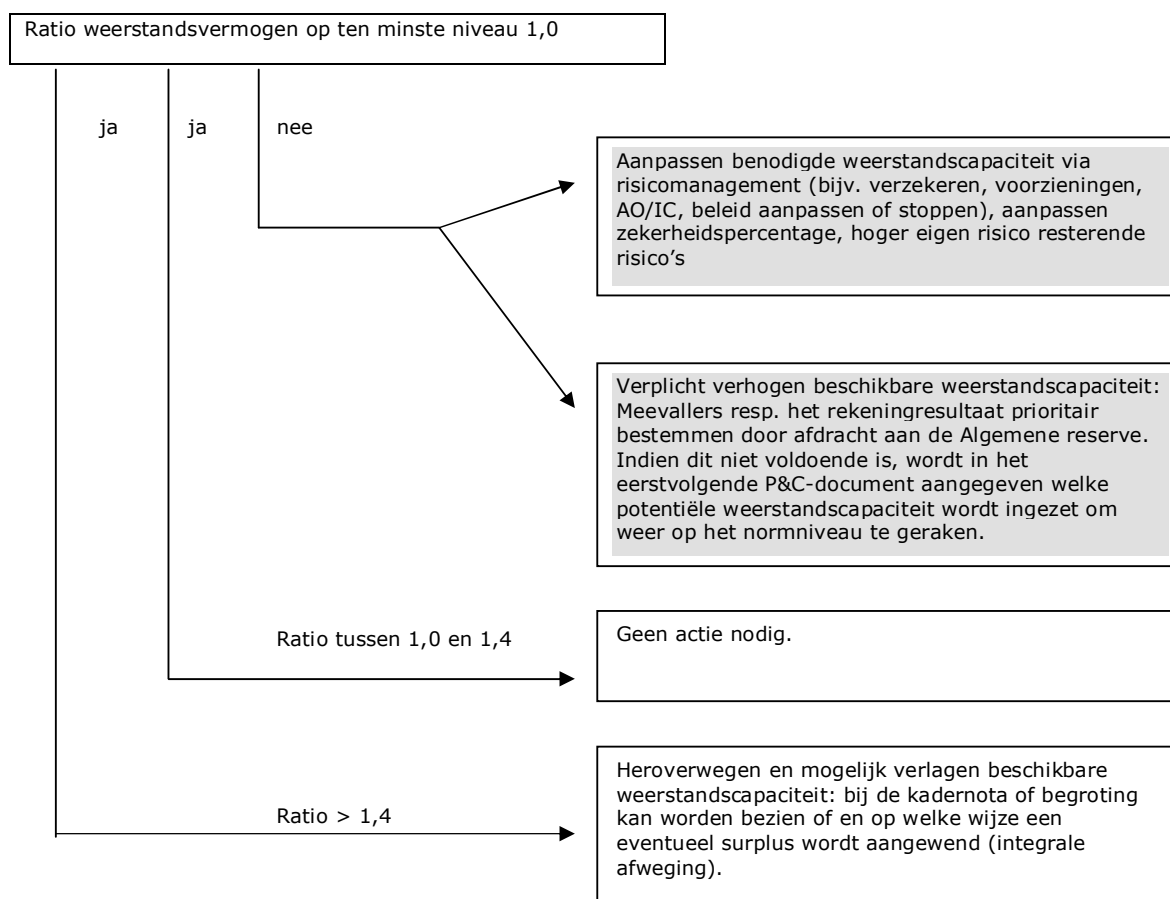 Ratio weerstandsvermogen op ten minste niveau 1,0
ja
ja
nee
Aanpassen benodigde weerstandscapaciteit via
risicomanagement (bijv. verzekeren, voorzieningen,
AO/IC, beleid aanpassen of stoppen), aanpassen
zekerheidspercentage, hoger eigen risico resterende
risico’s
Verplicht verhogen beschikbare weerstandscapaciteit:
Meevallers resp. het rekeningresultaat prioritair
bestemmen door afdracht aan de Algemene reserve.
Indien dit niet voldoende is, wordt in het
eerstvolgende P&C-document aangegeven welke
potentiële weerstandscapaciteit wordt ingezet om
weer op het normniveau te geraken.
Ratio tussen 1,0 en 1,4
Geen actie nodig.
Ratio > 1,4
Heroverwegen en mogelijk verlagen beschikbare
weerstandscapaciteit: bij de kadernota of begroting
kan worden bezien of en op welke wijze een
eventueel surplus wordt aangewend (integrale
afweging).